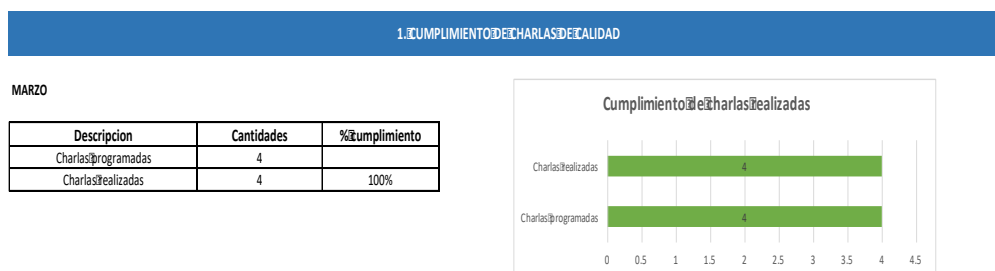 1. CUMPLIMIENTO DE CHARLAS DE CALIDAD
MARZO
Descripcion Cantidades % cumplimiento
Charlas programadas 4
Charlas realizadas 4 100%
Cumplimiento de charlas realizadas
Charlas realizadas 4
Charlas programadas 4
0 0.5 1 1.5 2 2.5 3 3.5 4 4.5